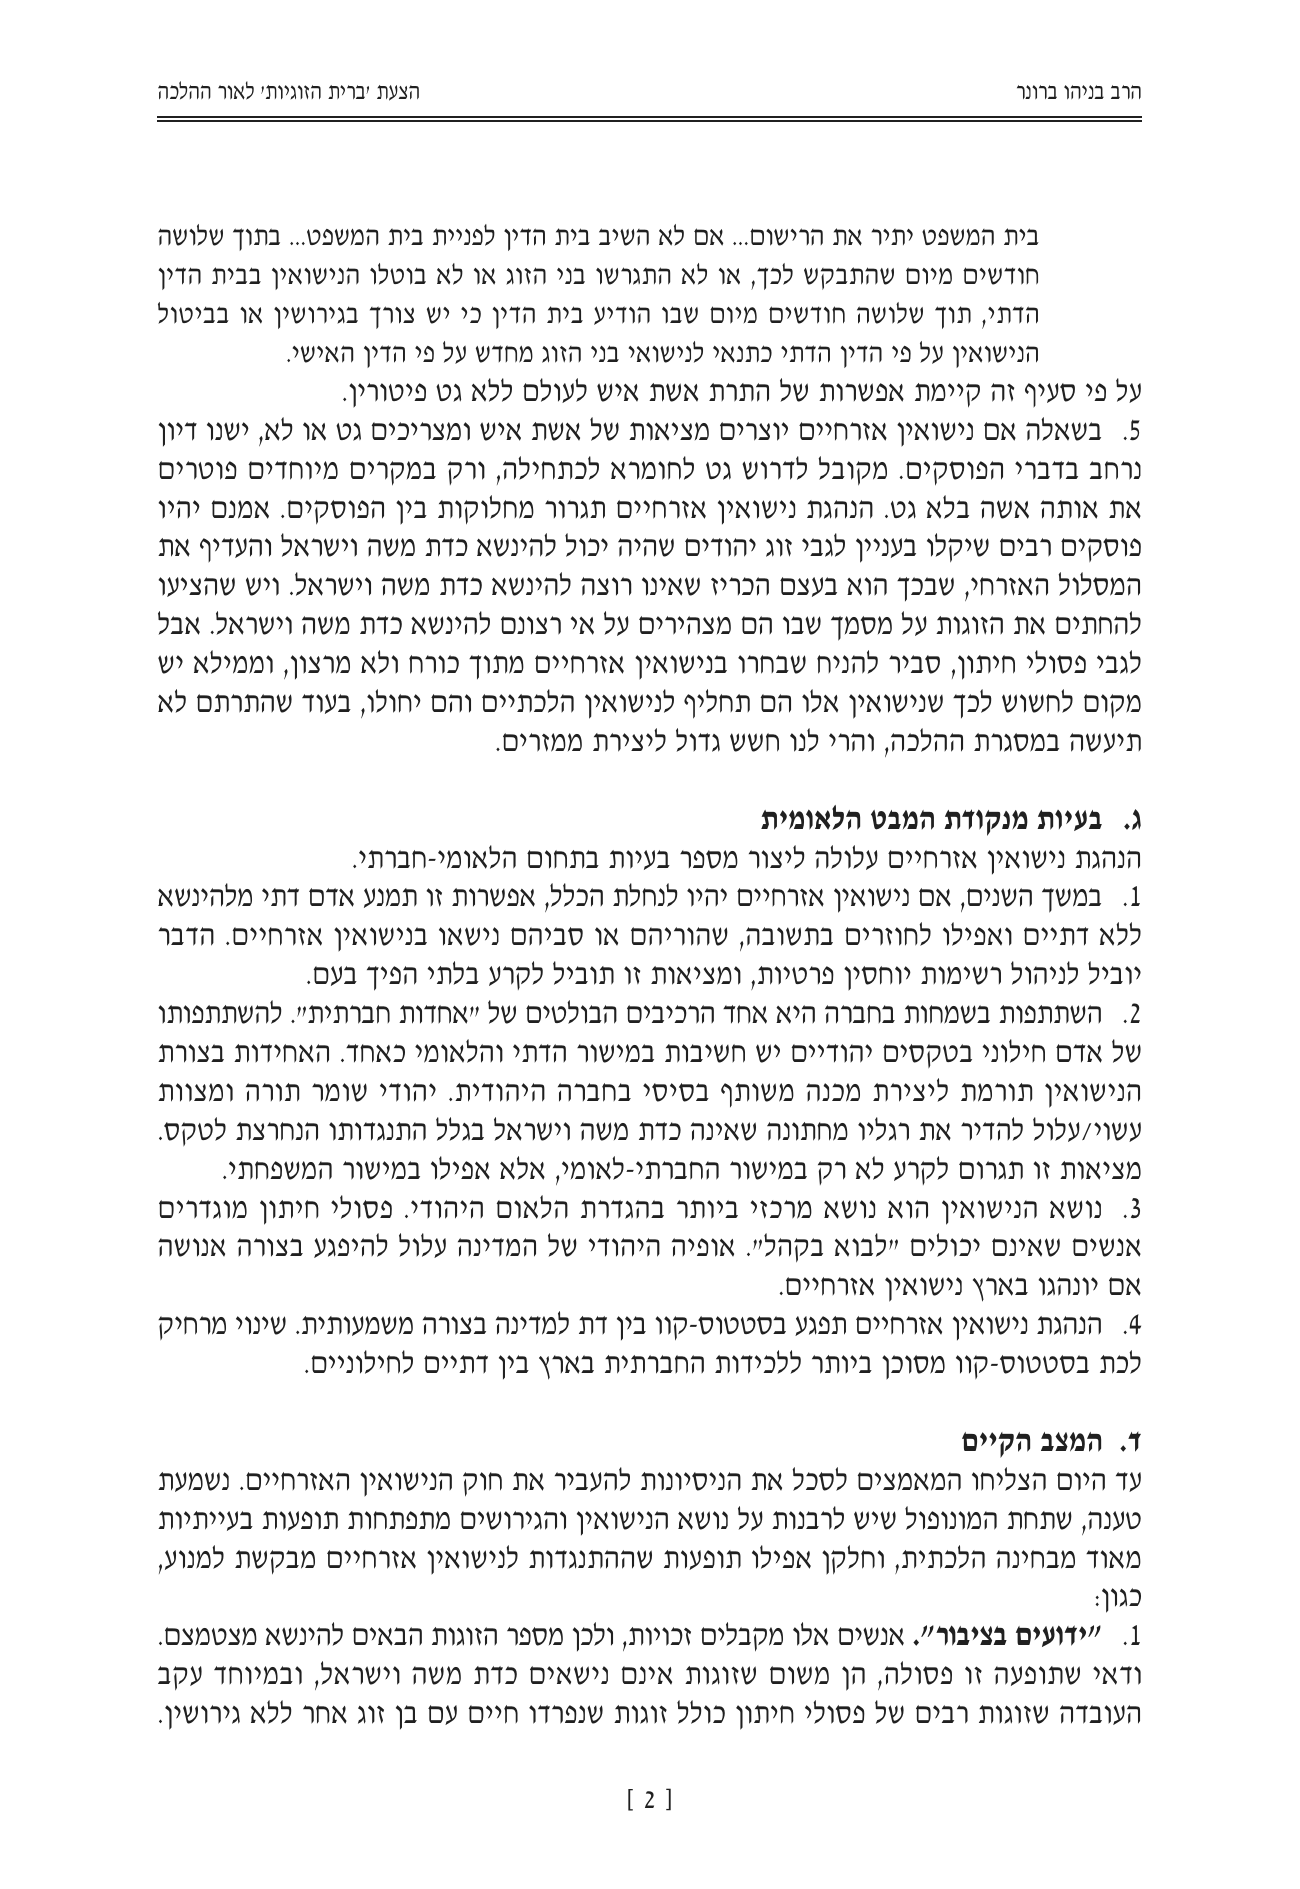 הרב בניהו ברונר
הצעת 'ברית הזוגיות' לאור ההלכה
בית המשפט יתיר את הרישום... אם לא השיב בית הדין לפניית בית המשפט... בתוך שלושה
חודשים מיום שהתבקש לכך, או לא התגרשו בני הזוג או לא בוטלו הנישואין בבית הדין
הדתי, תוך שלושה חודשים מיום שבו הודיע בית הדין כי יש צורך בגירושין או בביטול
הנישואין על פי הדין הדתי כתנאי לנישואי בני הזוג מחדש על פי הדין האישי.
על פי סעיף זה קיימת אפשרות של התרת אשת איש לעולם ללא גט פיטורין.
5. בשאלה אם נישואין אזרחיים יוצרים מציאות של אשת איש ומצריכים גט או לא, ישנו דיון
נרחב בדברי הפוסקים. מקובל לדרוש גט לחומרא לכתחילה, ורק במקרים מיוחדים פוטרים
את אותה אשה בלא גט. הנהגת נישואין אזרחיים תגרור מחלוקות בין הפוסקים. אמנם יהיו
פוסקים רבים שיקלו בעניין לגבי זוג יהודים שהיה יכול להינשא כדת משה וישראל והעדיף את
המסלול האזרחי, שבכך הוא בעצם הכריז שאינו רוצה להינשא כדת משה וישראל. ויש שהציעו
להחתים את הזוגות על מסמך שבו הם מצהירים על אי רצונם להינשא כדת משה וישראל. אבל
לגבי פסולי חיתון, סביר להניח שבחרו בנישואין אזרחיים מתוך כורח ולא מרצון, וממילא יש
מקום לחשוש לכך שנישואין אלו הם תחליף לנישואין הלכתיים והם יחולו, בעוד שהתרתם לא
תיעשה במסגרת ההלכה, והרי לנו חשש גדול ליצירת ממזרים.
ג. בעיות מנקודת המבט הלאומית
הנהגת נישואין אזרחיים עלולה ליצור מספר בעיות בתחום הלאומי-חברתי.
1. במשך השנים, אם נישואין אזרחיים יהיו לנחלת הכלל, אפשרות זו תמנע אדם דתי מלהינשא
ללא דתיים ואפילו לחוזרים בתשובה, שהוריהם או סביהם נישאו בנישואין אזרחיים. הדבר
יוביל לניהול רשימות יוחסין פרטיות, ומציאות זו תוביל לקרע בלתי הפיך בעם.
2. השתתפות בשמחות בחברה היא אחד הרכיבים הבולטים של "אחדות חברתית". להשתתפותו
של אדם חילוני בטקסים יהודיים יש חשיבות במישור הדתי והלאומי כאחד. האחידות בצורת
הנישואין תורמת ליצירת מכנה משותף בסיסי בחברה היהודית. יהודי שומר תורה ומצוות
עשוי/עלול להדיר את רגליו מחתונה שאינה כדת משה וישראל בגלל התנגדותו הנחרצת לטקס.
מציאות זו תגרום לקרע לא רק במישור החברתי-לאומי, אלא אפילו במישור המשפחתי.
3. נושא הנישואין הוא נושא מרכזי ביותר בהגדרת הלאום היהודי. פסולי חיתון מוגדרים
אנשים שאינם יכולים "לבוא בקהל". אופיה היהודי של המדינה עלול להיפגע בצורה אנושה
אם יונהגו בארץ נישואין אזרחיים.
4. הנהגת נישואין אזרחיים תפגע בסטטוס-קוו בין דת למדינה בצורה משמעותית. שינוי מרחיק
לכת בסטטוס-קוו מסוכן ביותר ללכידות החברתית בארץ בין דתיים לחילוניים.
ד. המצב הקיים
עד היום הצליחו המאמצים לסכל את הניסיונות להעביר את חוק הנישואין האזרחיים. נשמעת
טענה, שתחת המונופול שיש לרבנות על נושא הנישואין והגירושים מתפתחות תופעות בעייתיות
מאוד מבחינה הלכתית, וחלקן אפילו תופעות שההתנגדות לנישואין אזרחיים מבקשת למנוע,
כגון:
1. "ידועים בציבור". אנשים אלו מקבלים זכויות, ולכן מספר הזוגות הבאים להינשא מצטמצם.
ודאי שתופעה זו פסולה, הן משום שזוגות אינם נישאים כדת משה וישראל, ובמיוחד עקב
העובדה שזוגות רבים של פסולי חיתון כולל זוגות שנפרדו חיים עם בן זוג אחר ללא גירושין.
[ 2 ]